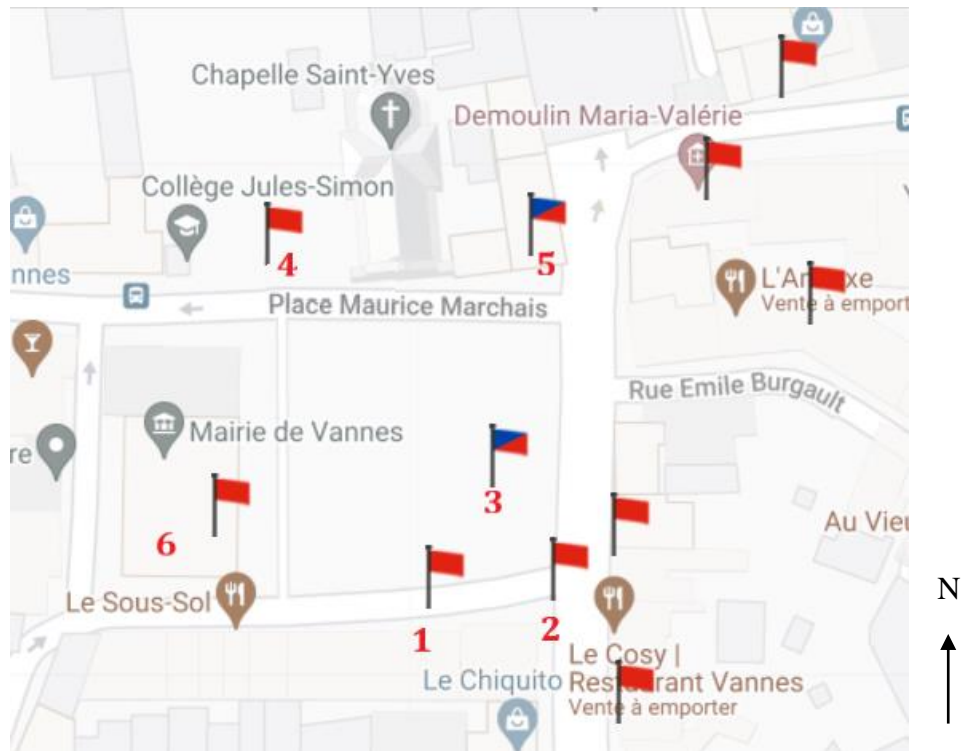 Chapelle Saint-Yves
Demoulin Maria-Valérie
Collège Jules-Simon
nnes
4
5
L'An xe
Vente à emport
Place Maurice Marchais
Rue Emile Burgault
Mairie de Vannes
re
3
6
Au Vieu
N
Le Sous-Sol
1
2
Le Cosy |
Le Chiquito
Restaurant Vannes
Vente à emporter